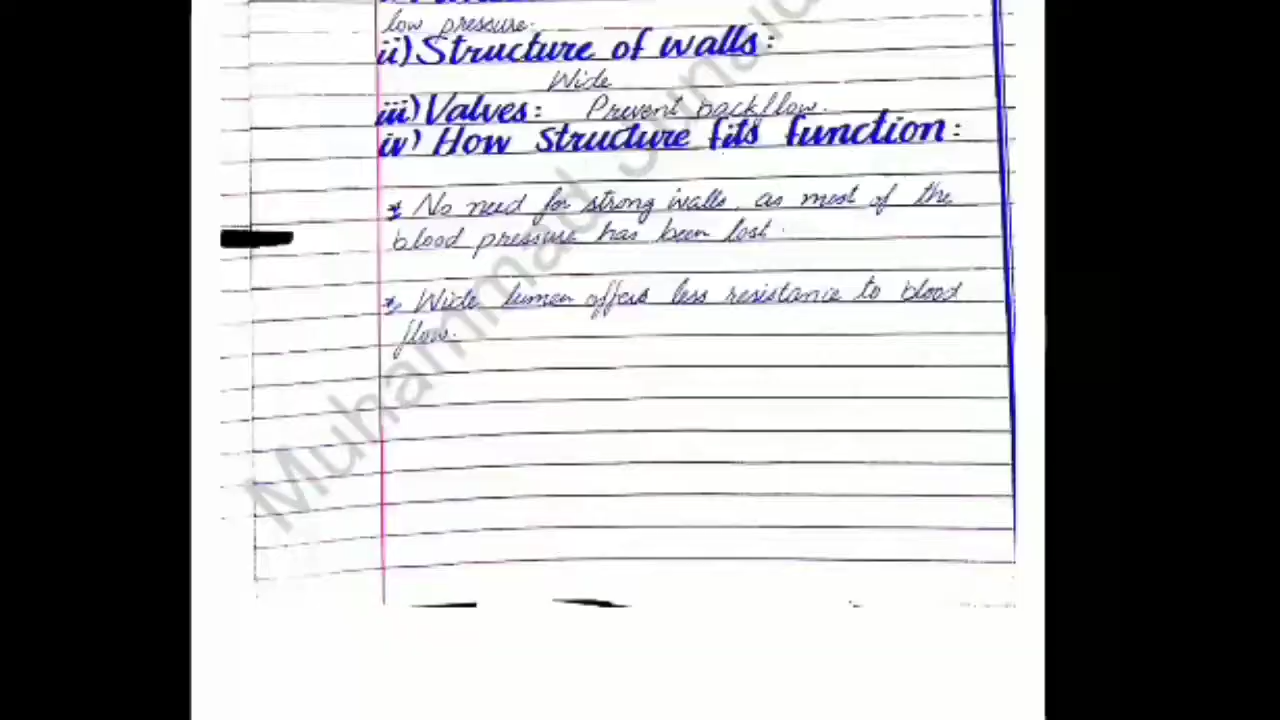 low pressure.
ii) Structure of walls:
Wide
iii) Valves: Prevent backflow.
iv) How Structure fits function:
* No need for strong walls, as most of the
blood pressure has been lost.
* Wide lumen offers less resistance to blood
flow.
Muhammad